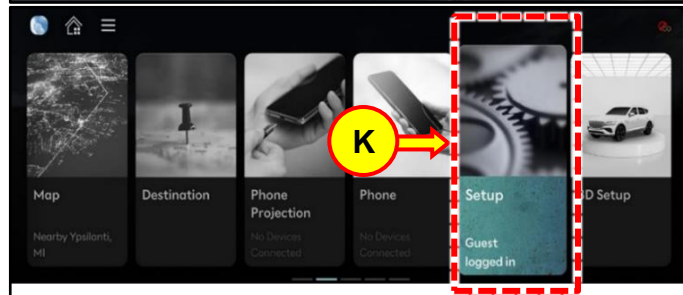 Map
Nearby Ypsilanti,
MI
Destination
Phone
Projection
No Devices
Connected
Phone
No Devices
Connected
K
Setup
Guest
logged in
3D Setup